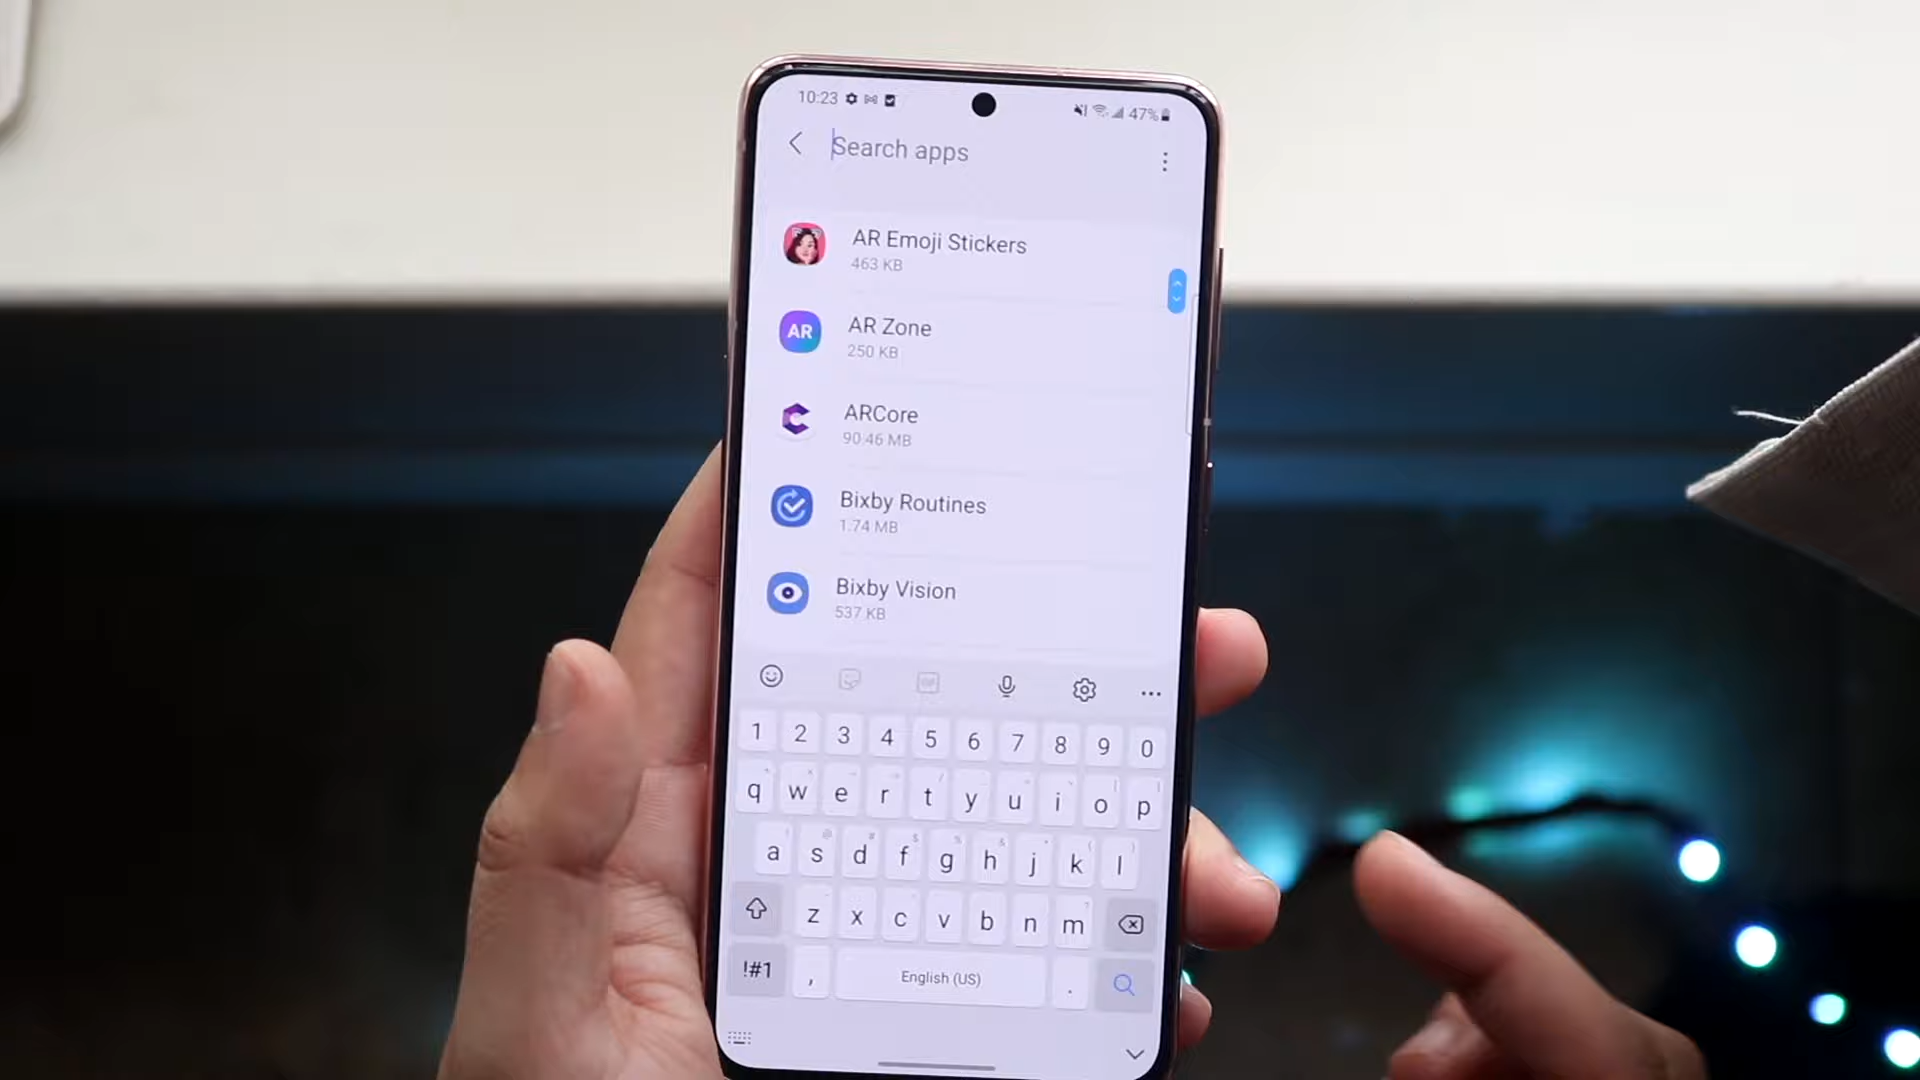 10:23 47%
Search apps
AR Emoji Stickers
463 KB
AR
AR Zone
250 KB
ARCore
90.46 MB
Bixby Routines
1.74 MB
Bixby Vision
537 KB
1 2 3 4 5 6 7 8 9 0
q w e r t y u i o p
a s d f g h j k l
z x c v b n m
!#1 , English (US) .